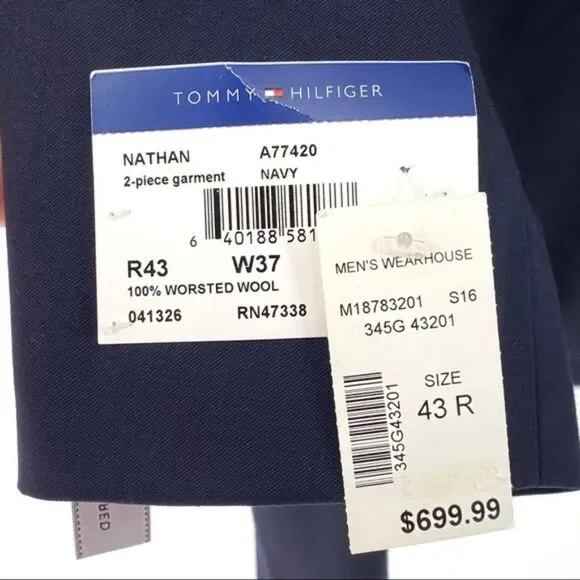 TOMMY HILFIGER
NATHAN A77420
2-piece garment NAVY
6 40188 581
R43 W37
100% WORSTED WOOL
041326 RN47338
MEN'S WEARHOUSE
M18783201 S16
345G 43201
345G43201
SIZE
43 R
$699.99
RED